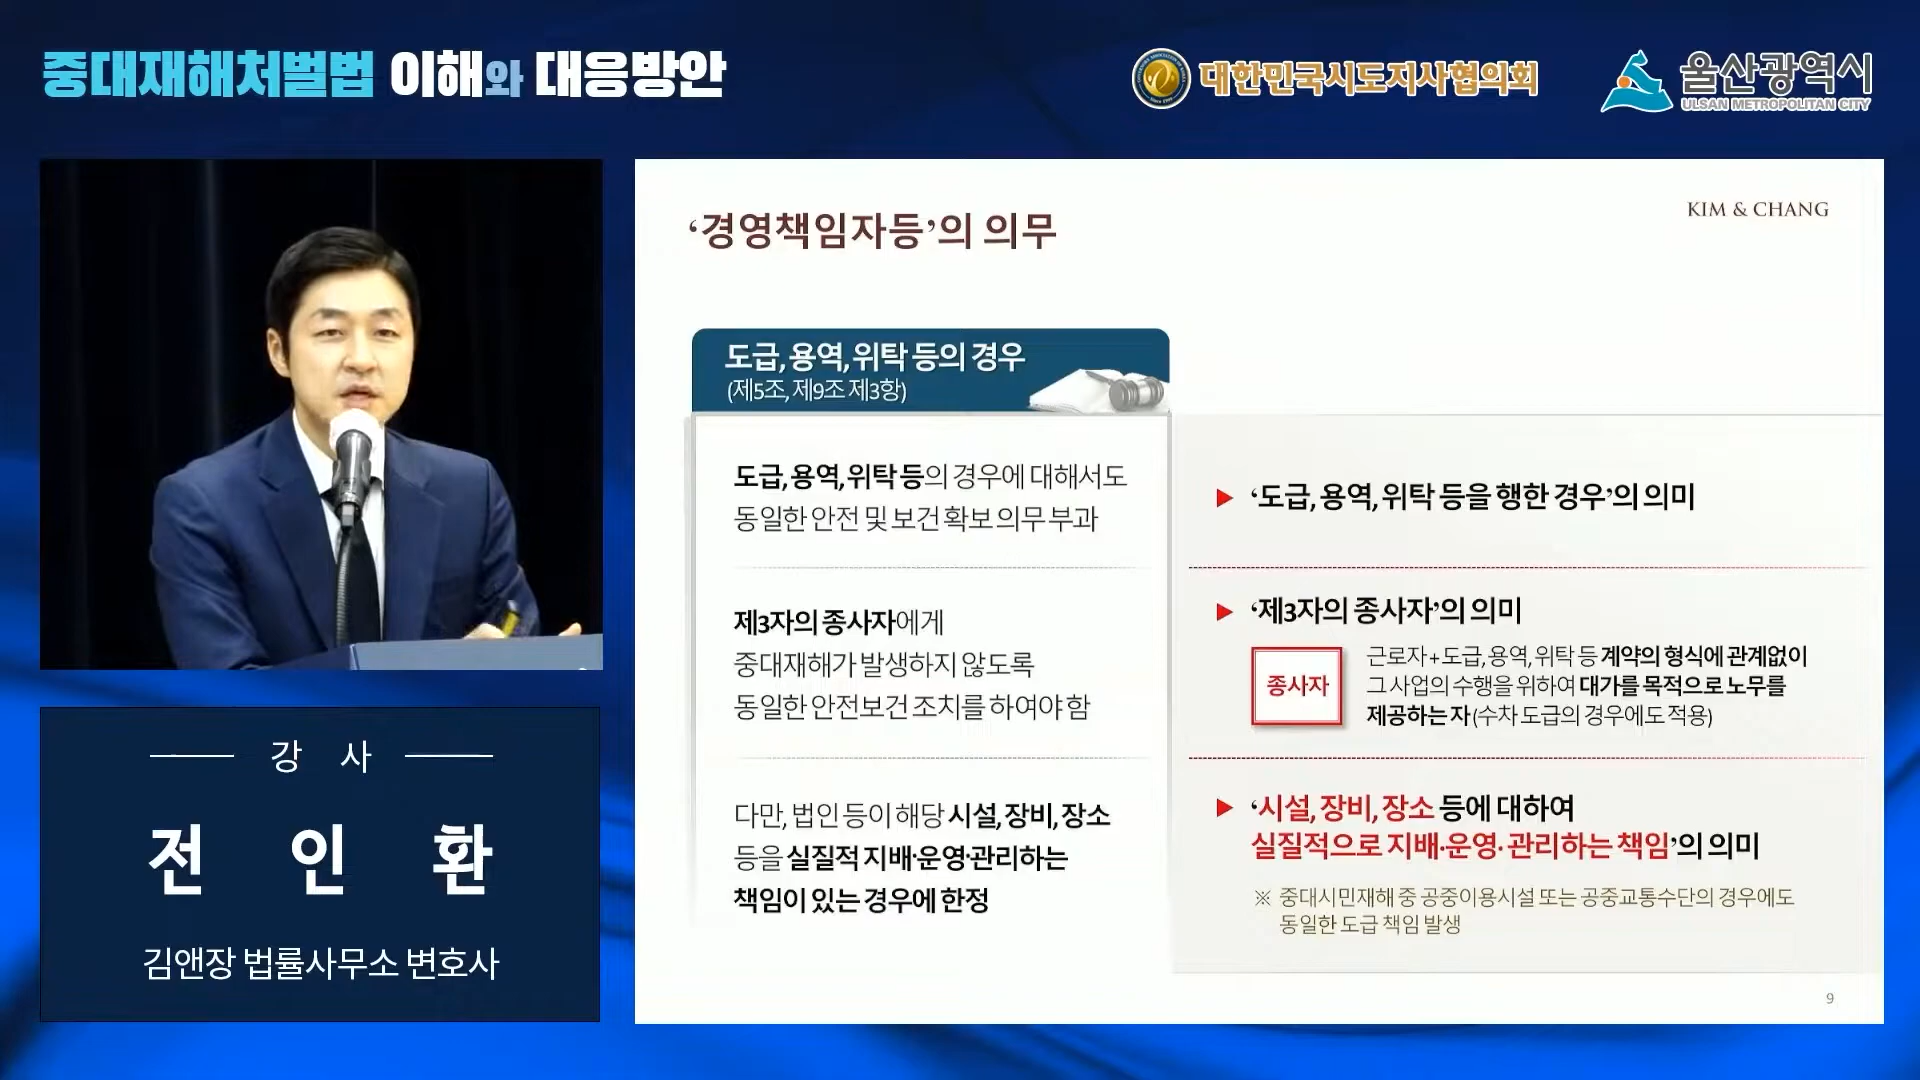 중대재해처벌법 이해와 대응방안
대한민국시도지사협의회
울산광역시
ULSAN METROPOLITAN CITY
강 사
전 인 환
김앤장 법률사무소 변호사
KIM & CHANG
‘경영책임자등’의 의무
도급, 용역, 위탁 등의 경우
(제5조, 제9조 제3항)
도급, 용역, 위탁 등의 경우에 대해서도
동일한 안전 및 보건 확보 의무 부과
제3자의 종사자에게
중대재해가 발생하지 않도록
동일한 안전보건 조치를 하여야 함
다만, 법인 등이 해당 시설, 장비, 장소
등을 실질적 지배·운영·관리하는
책임이 있는 경우에 한정
▶ ‘도급, 용역, 위탁 등을 행한 경우’의 의미
▶ ‘제3자의 종사자’의 의미
종사자
근로자 + 도급, 용역, 위탁 등 계약의 형식에 관계없이
그 사업의 수행을 위하여 대가를 목적으로 노무를
제공하는 자 (수차 도급의 경우에도 적용)
▶ ‘시설, 장비, 장소 등에 대하여
실질적으로 지배·운영·관리하는 책임’의 의미
※ 중대시민재해 중 공중이용시설 또는 공중교통수단의 경우에도
동일한 도급 책임 발생
9